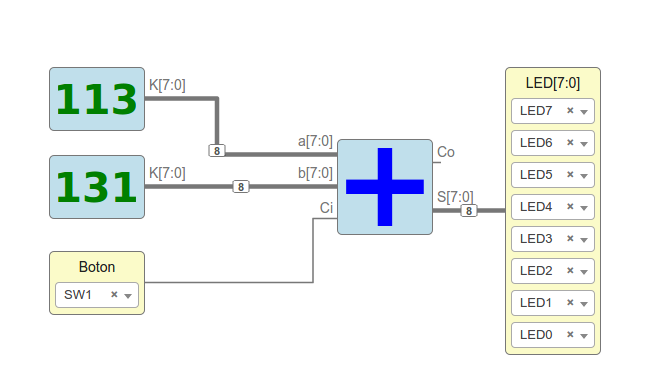 113
K[7:0]
8
131
K[7:0]
8
Boton
SW1
a[7:0]
b[7:0]
Ci
Co
S[7:0]
8
LED[7:0]
LED7
LED6
LED5
LED4
LED3
LED2
LED1
LED0